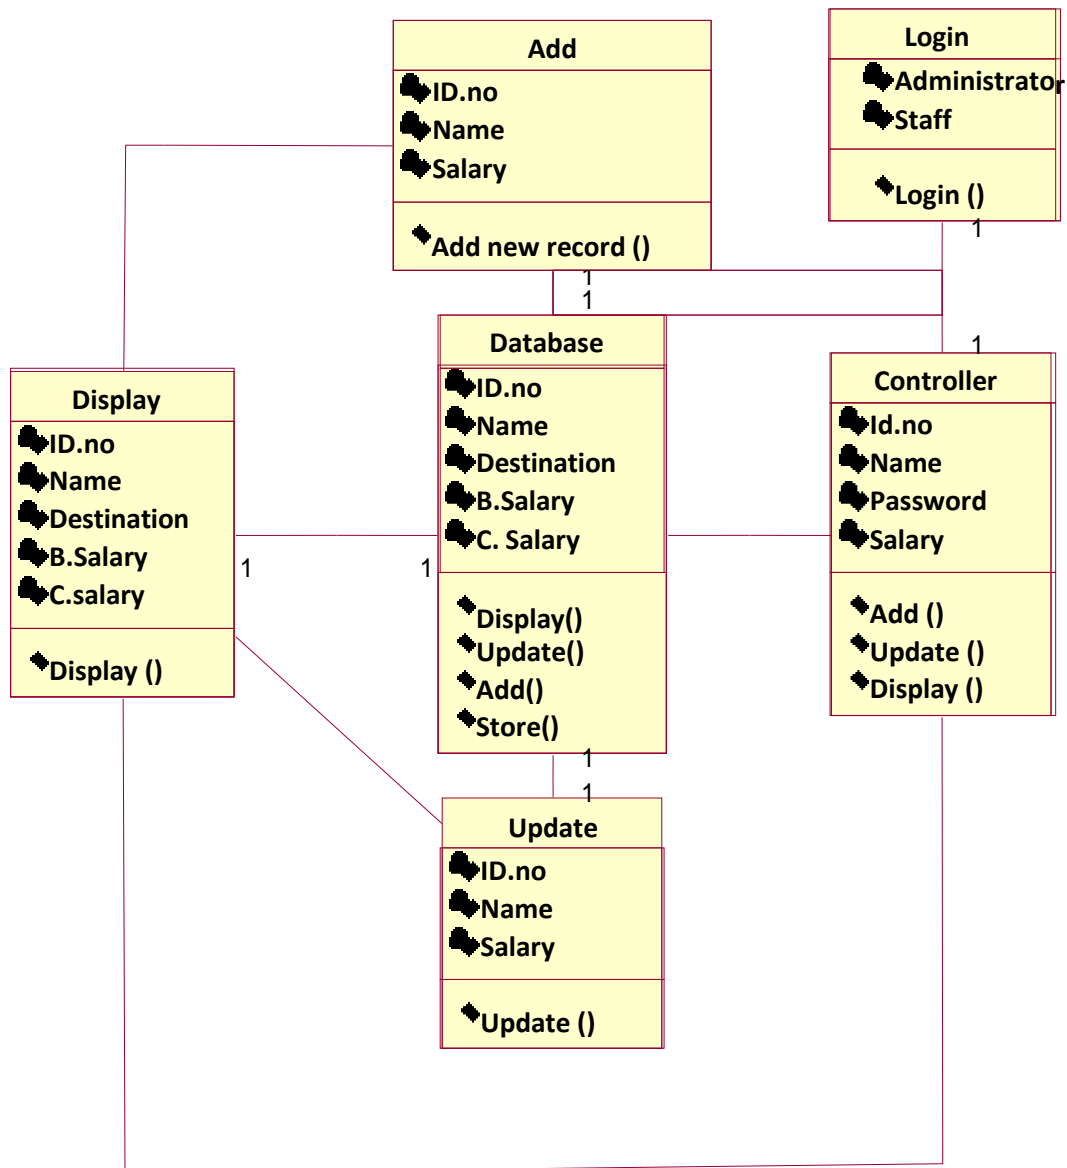 Add
ID.no
Name
Salary
Add new record ()
Login
Administrator
Staff
Login ()
1
1
1
1
Display
ID.no
Name
Destination
B.Salary
C.salary
Display ()
1
1
Database
ID.no
Name
Destination
B.Salary
C. Salary
Display()
Update()
Add()
Store()
1
1
Controller
Id.no
Name
Password
Salary
Add ()
Update ()
Display ()
Update
ID.no
Name
Salary
Update ()